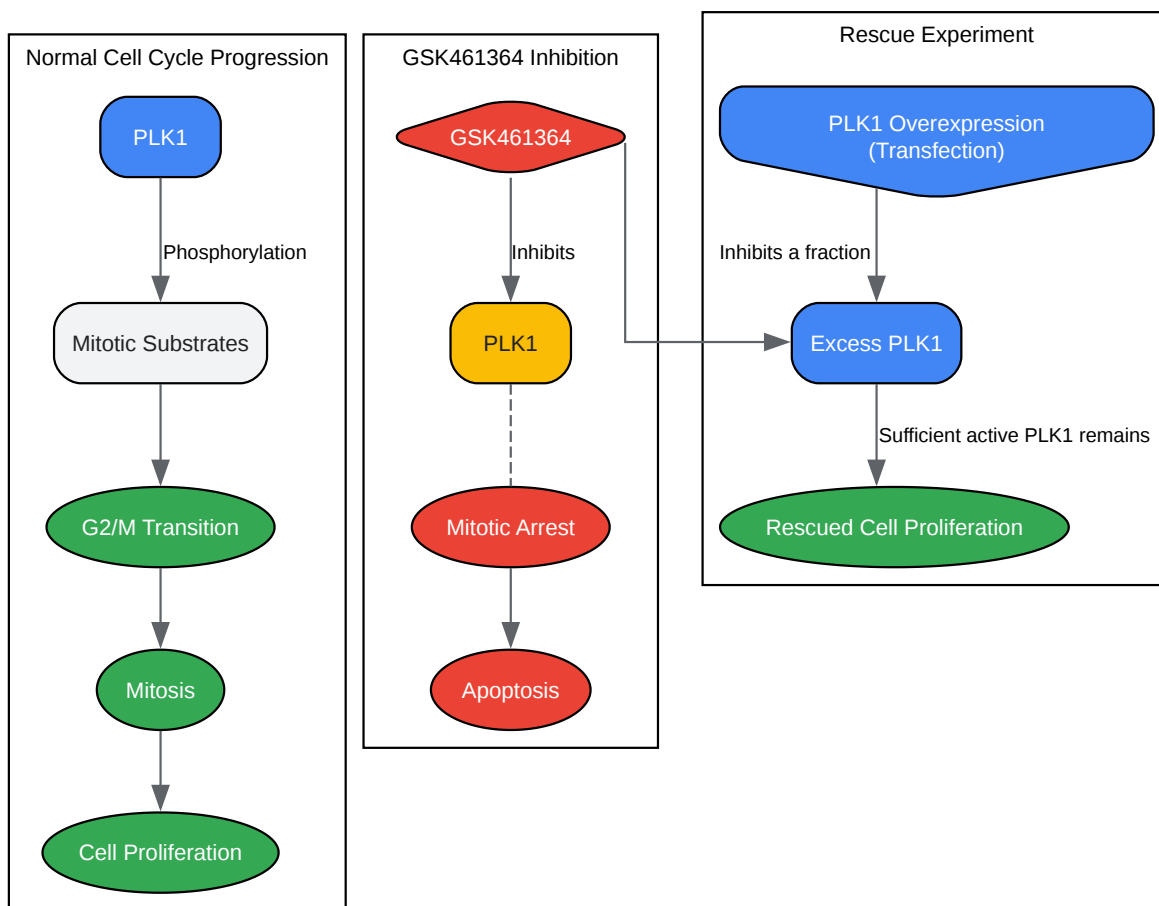 Normal Cell Cycle Progression
PLK1
Phosphorylation
Mitotic Substrates
G2/M Transition
Mitosis
Cell Proliferation
GSK461364 Inhibition
GSK461364
Inhibits
PLK1
Mitotic Arrest
Apoptosis
Rescue Experiment
PLK1 Overexpression
(Transfection)
Inhibits a fraction
Excess PLK1
Sufficient active PLK1 remains
Rescued Cell Proliferation